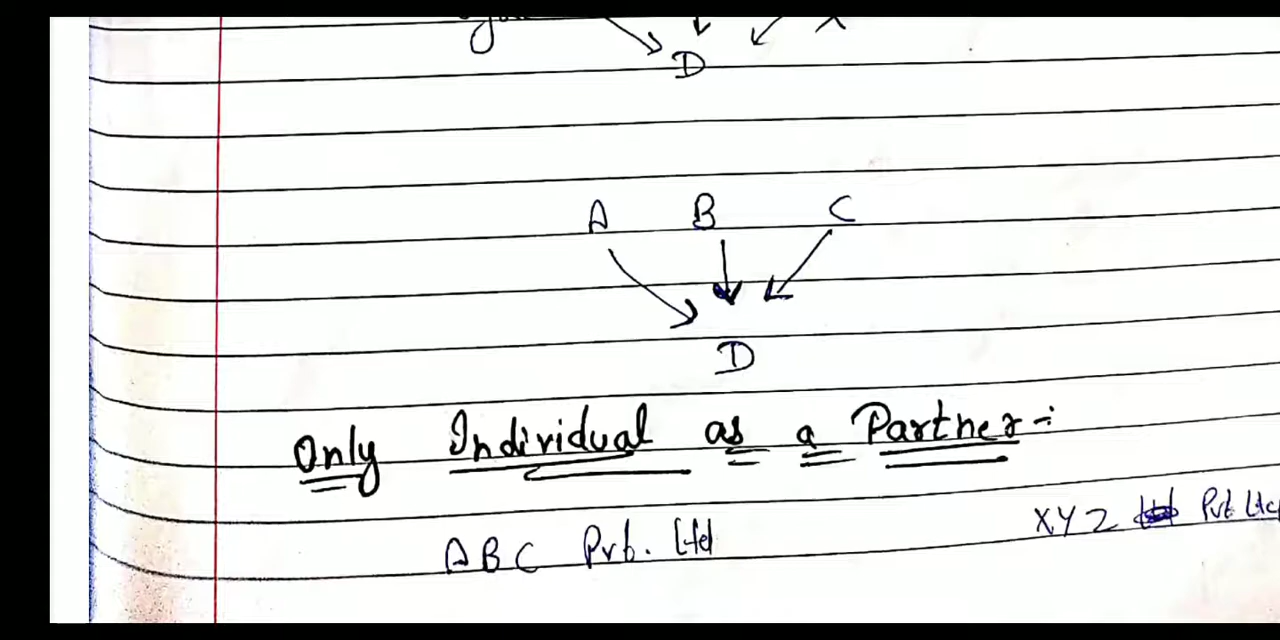 D
A B C
D
Only Individual as a Partner :-
ABC Pvt. Ltd XYZ Pvt Ltd